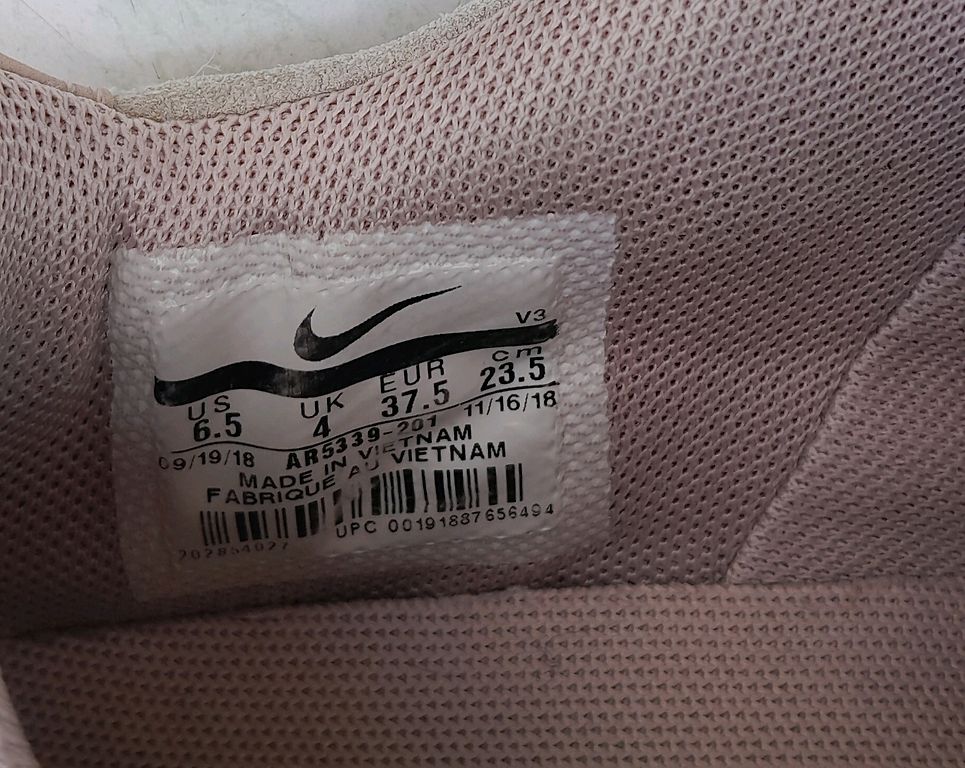 V3
US UK EUR cm
6.5 4 37.5 23.5
09/19/18 AR5339-201 11/16/18
MADE IN VIETNAM
FABRIQUE AU VIETNAM
UPC 00191887656494